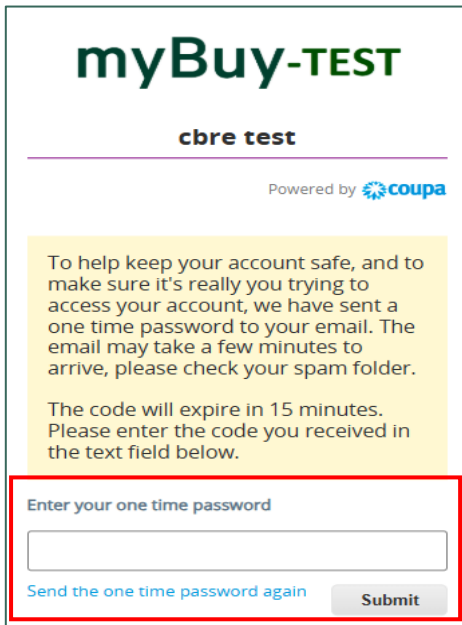 myBuy-TEST
cbre test
Powered by coupa
To help keep your account safe, and to
make sure it's really you trying to
access your account, we have sent a
one time password to your email. The
email may take a few minutes to
arrive, please check your spam folder.
The code will expire in 15 minutes.
Please enter the code you received in
the text field below.
Enter your one time password
Send the one time password again
Submit